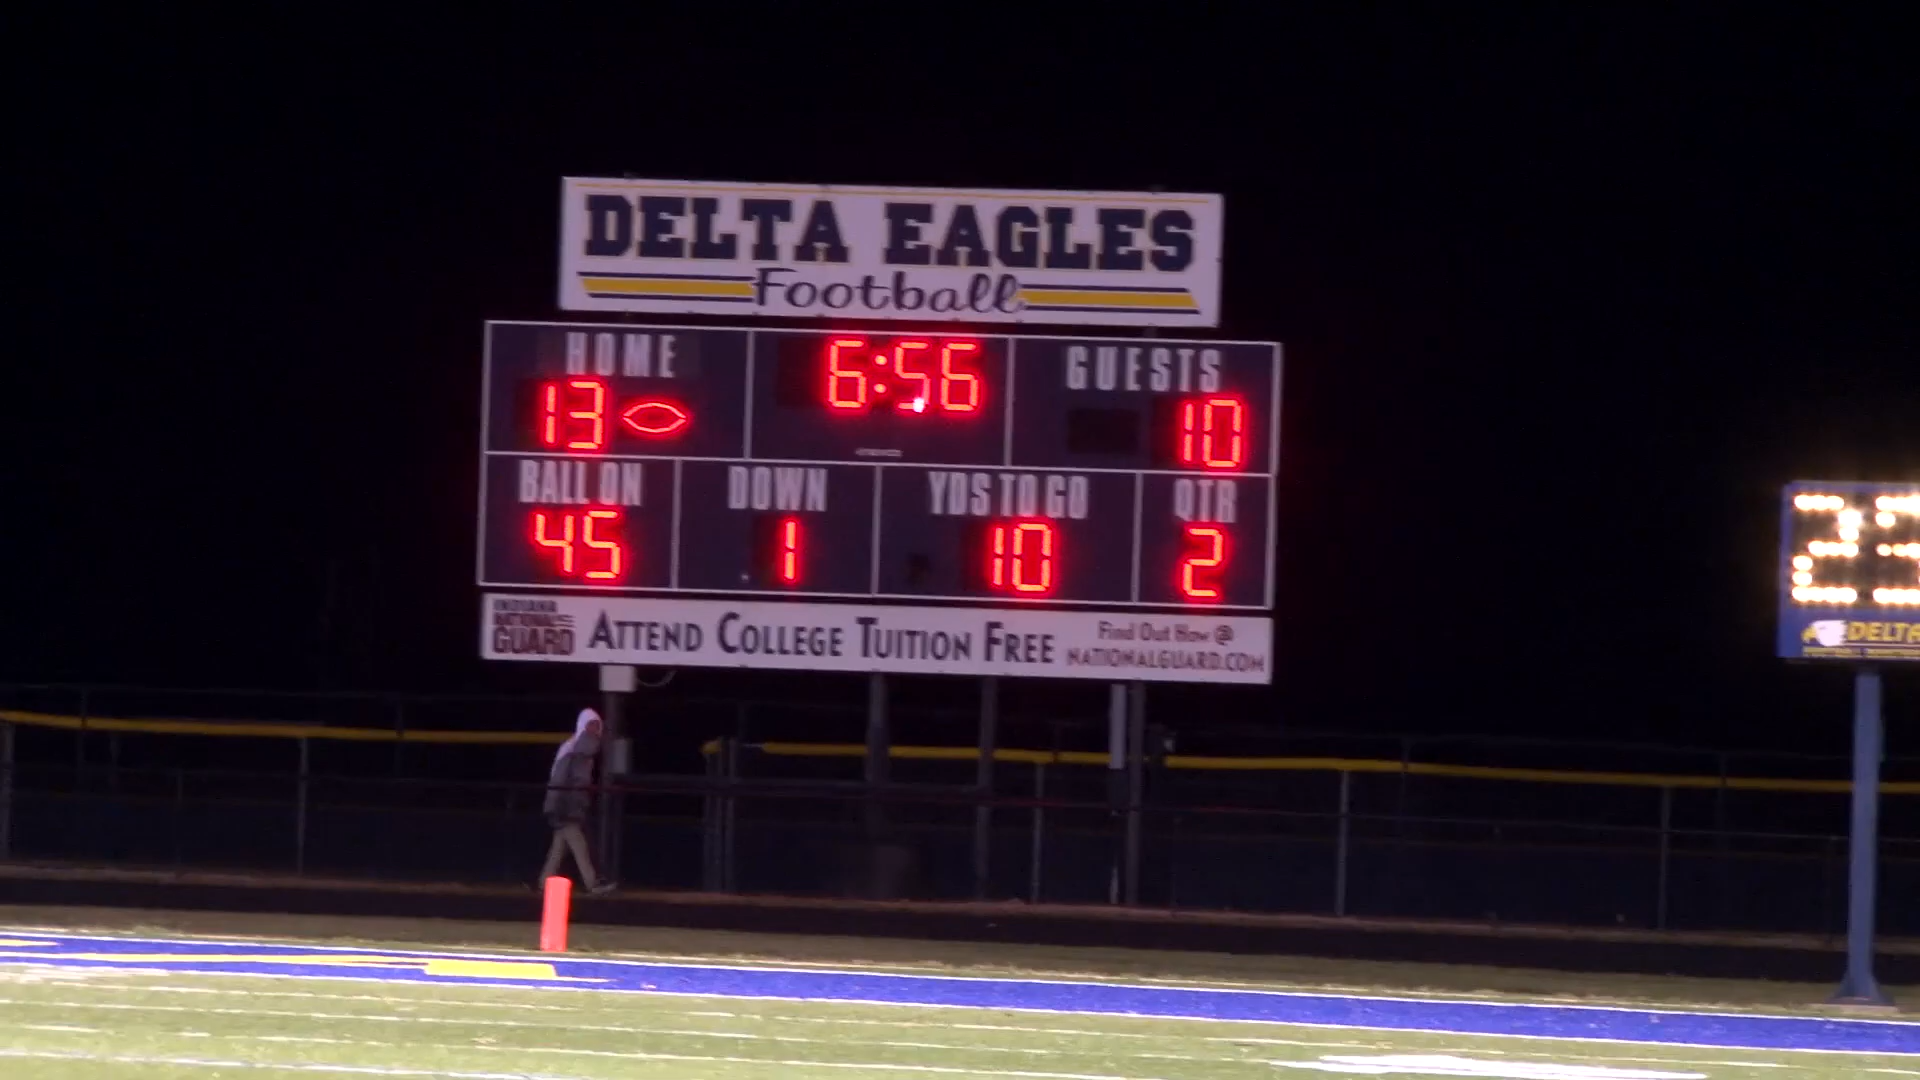 DELTA EAGLES
Football
HOME 6:56 GUESTS
13 10
BALL ON DOWN YDS TO GO QTR
45 1 10 2
INDIANA
NATIONAL
GUARD
ATTEND COLLEGE TUITION FREE
Find Out How @
NATIONALGUARD.COM
DELTA